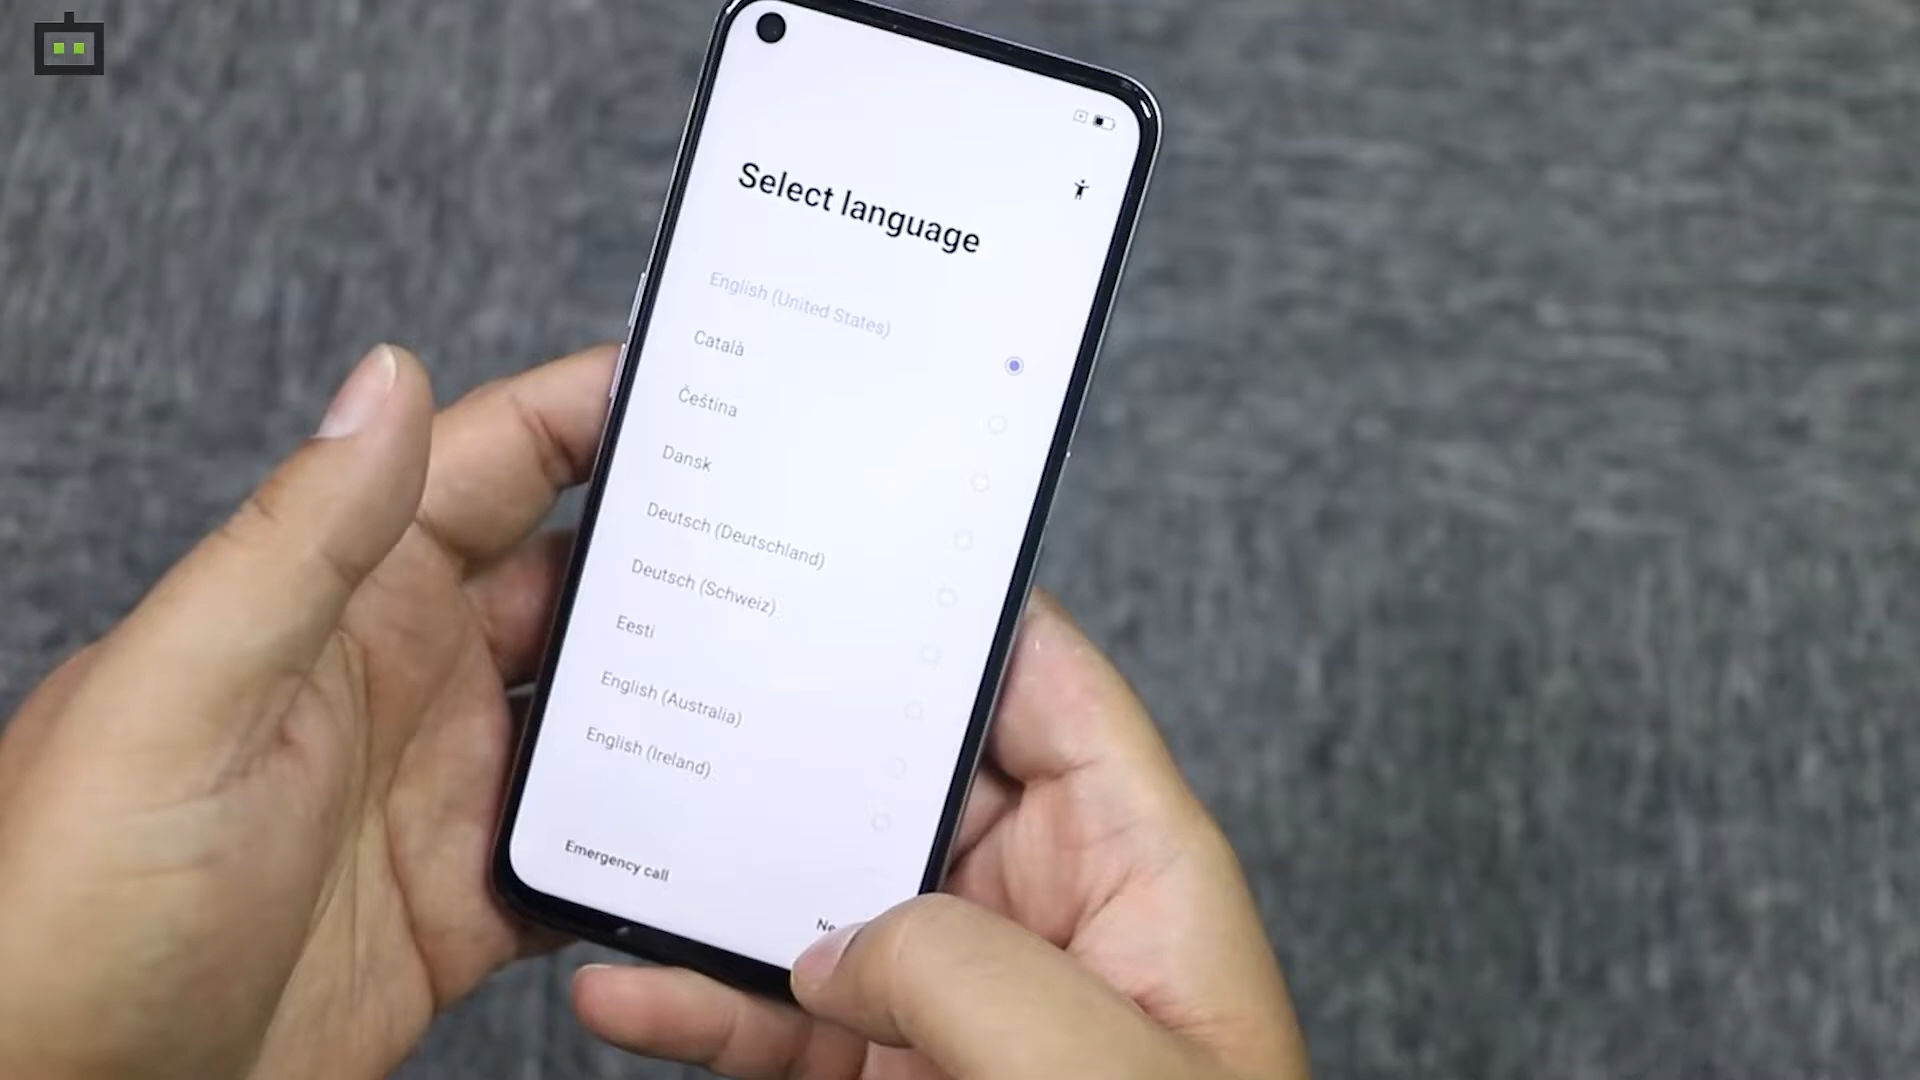 Select language
English (United States)
Català
Čeština
Dansk
Deutsch (Deutschland)
Deutsch (Schweiz)
Eesti
English (Australia)
English (Ireland)
Emergency call